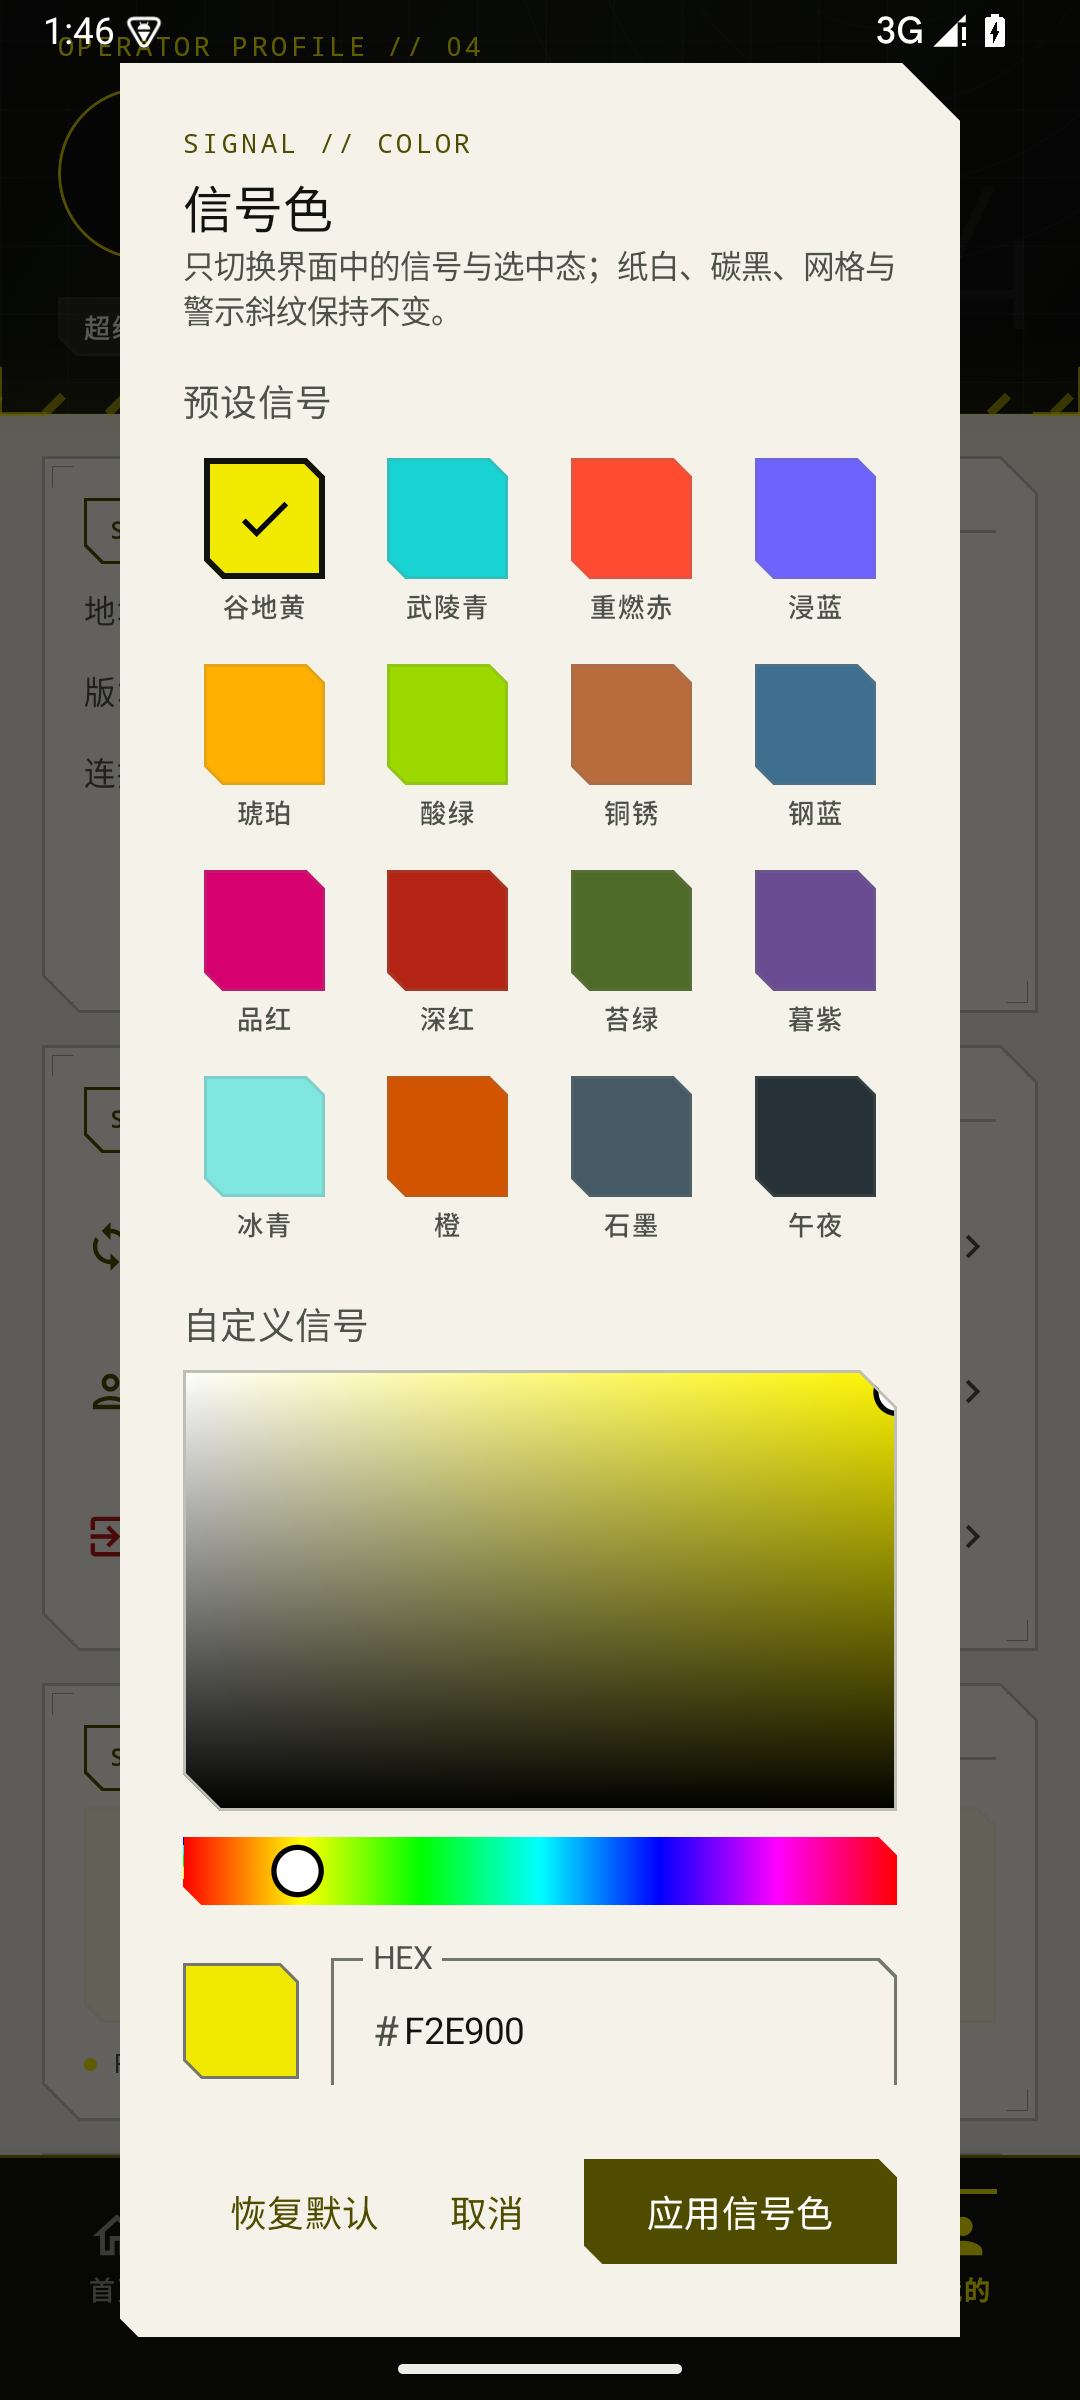 1:46
3G
OPERATOR PROFILE // 04
SIGNAL // COLOR
信号色
只切换界面中的信号与选中态；纸白、碳黑、网格与
警示斜纹保持不变。
预设信号
谷地黄 武陵青 重燃赤 浸蓝
琥珀 酸绿 铜锈 钢蓝
品红 深红 苔绿 暮紫
冰青 橙 石墨 午夜
自定义信号
HEX
#F2E900
恢复默认 取消 应用信号色